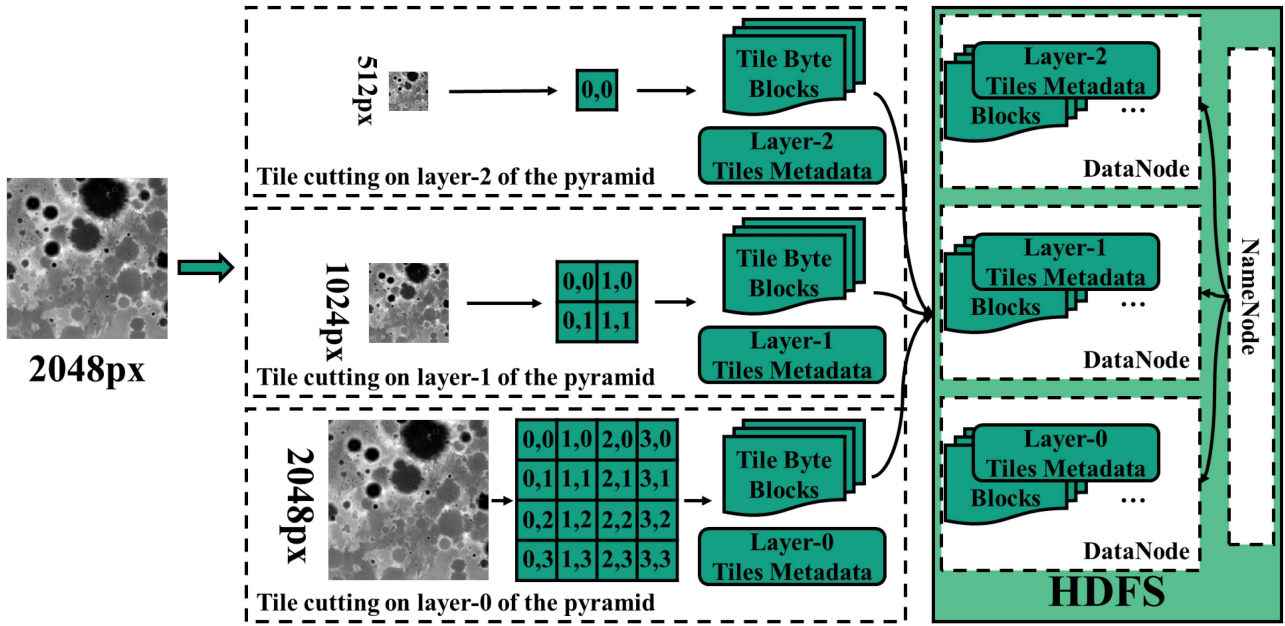 2048px
512px
0,0
Tile Byte
Blocks
Layer-2
Tiles Metadata
Tile cutting on layer-2 of the pyramid
1024px
0,0 1,0
0,1 1,1
Tile Byte
Blocks
Layer-1
Tiles Metadata
Tile cutting on layer-1 of the pyramid
2048px
0,0 1,0 2,0 3,0
0,1 1,1 2,1 3,1
0,2 1,2 2,2 3,2
0,3 1,3 2,3 3,3
Tile Byte
Blocks
Layer-0
Tiles Metadata
Tile cutting on layer-0 of the pyramid
Layer-2
Tiles Metadata
Blocks ...
DataNode
Layer-1
Tiles Metadata
Blocks ...
DataNode
Layer-0
Tiles Metadata
Blocks ...
DataNode
NameNode
HDFS